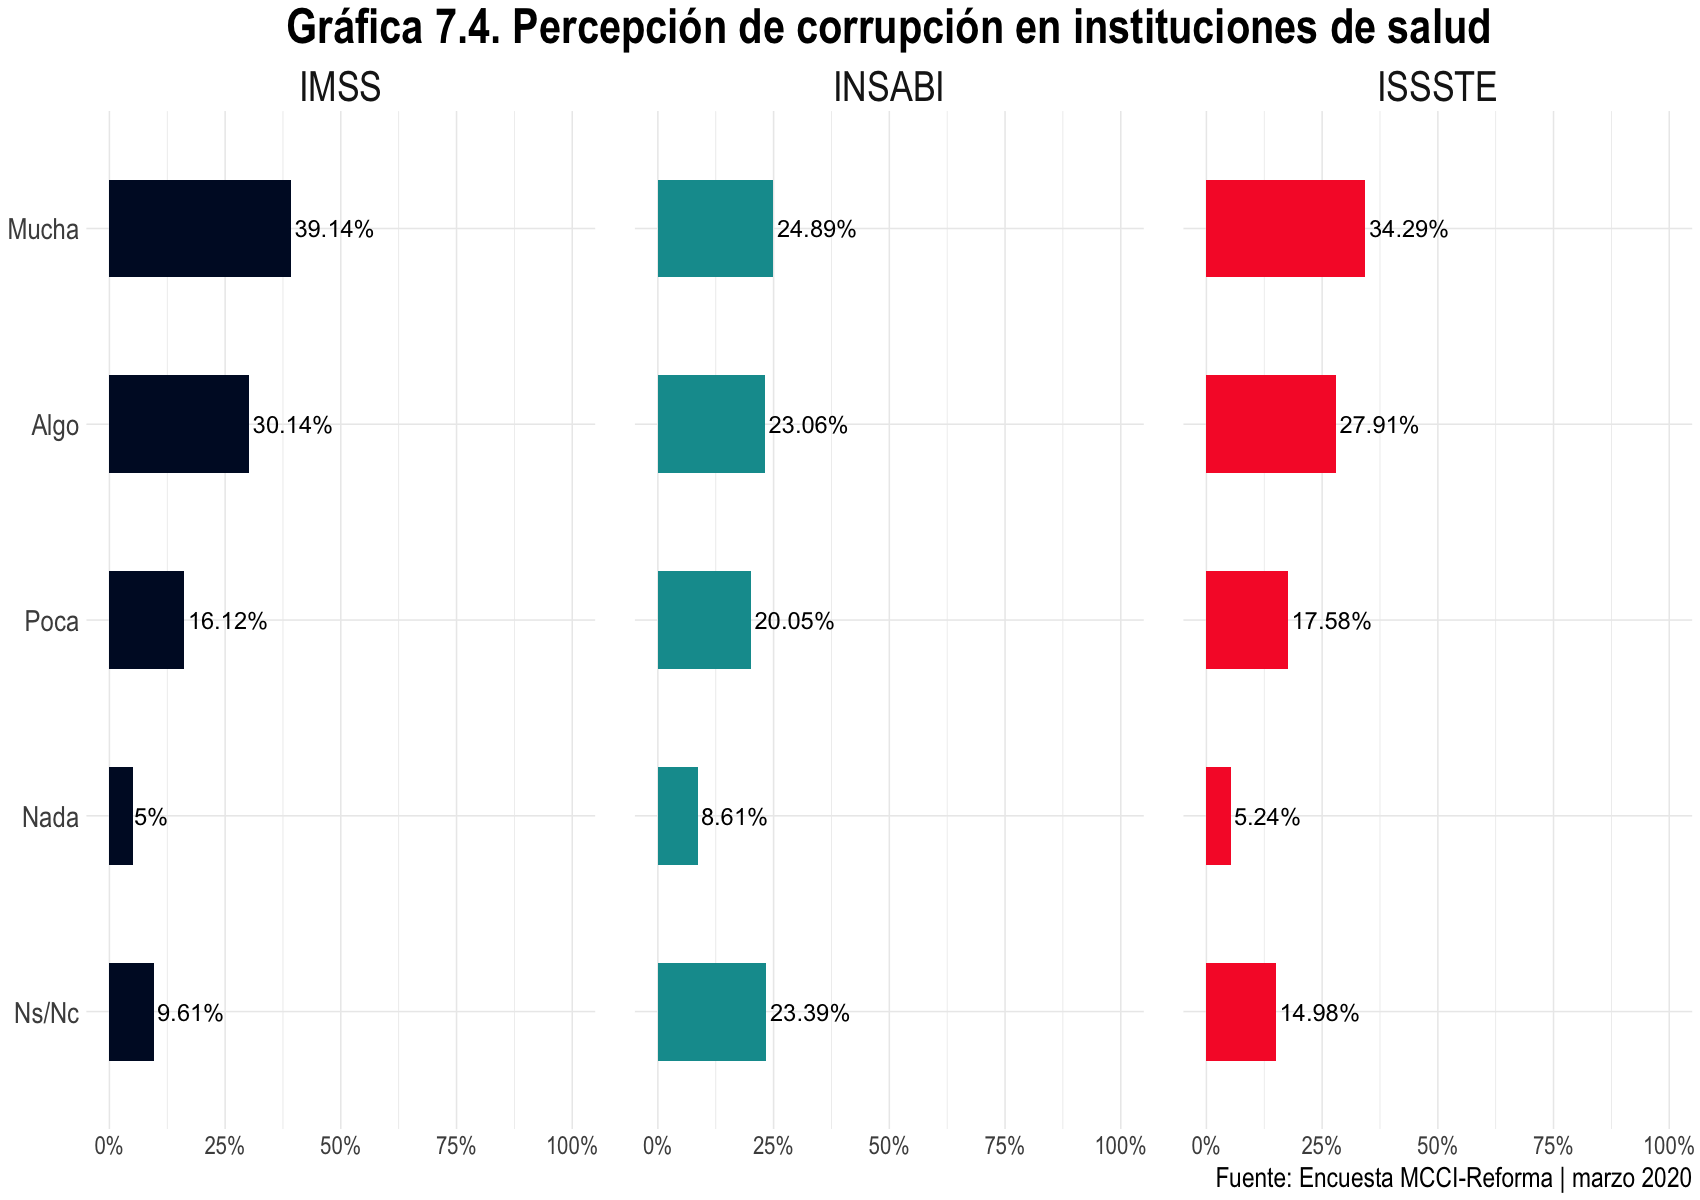 Gráfica 7.4. Percepción de corrupción en instituciones de salud
IMSS INSABI ISSSTE
Mucha 39.14% 24.89% 34.29%
Algo 30.14% 23.06% 27.91%
Poca 16.12% 20.05% 17.58%
Nada 5% 8.61% 5.24%
Ns/Nc 9.61% 23.39% 14.98%
0% 25% 50% 75% 100% 0% 25% 50% 75% 100% 0% 25% 50% 75% 100%
Fuente: Encuesta MCCI-Reforma | marzo 2020